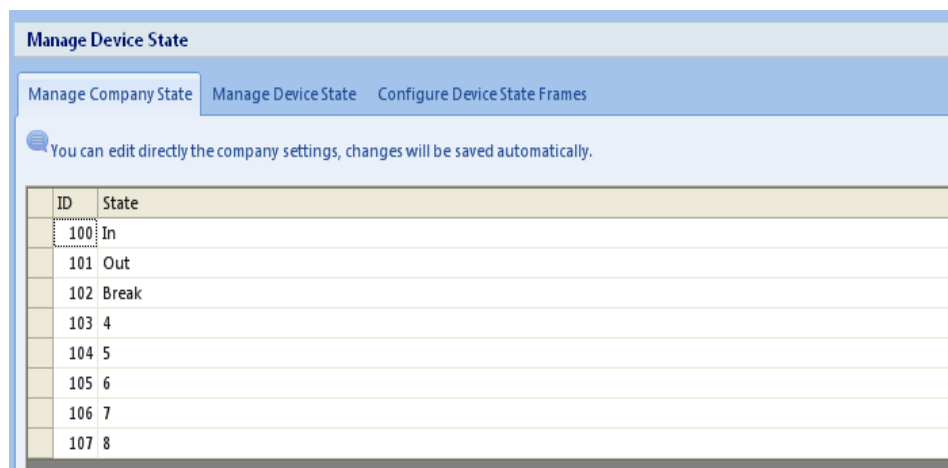 Manage Device State
Manage Company State Manage Device State Configure Device State Frames
You can edit directly the company settings, changes will be saved automatically.
ID State
100 In
101 Out
102 Break
103 4
104 5
105 6
106 7
107 8